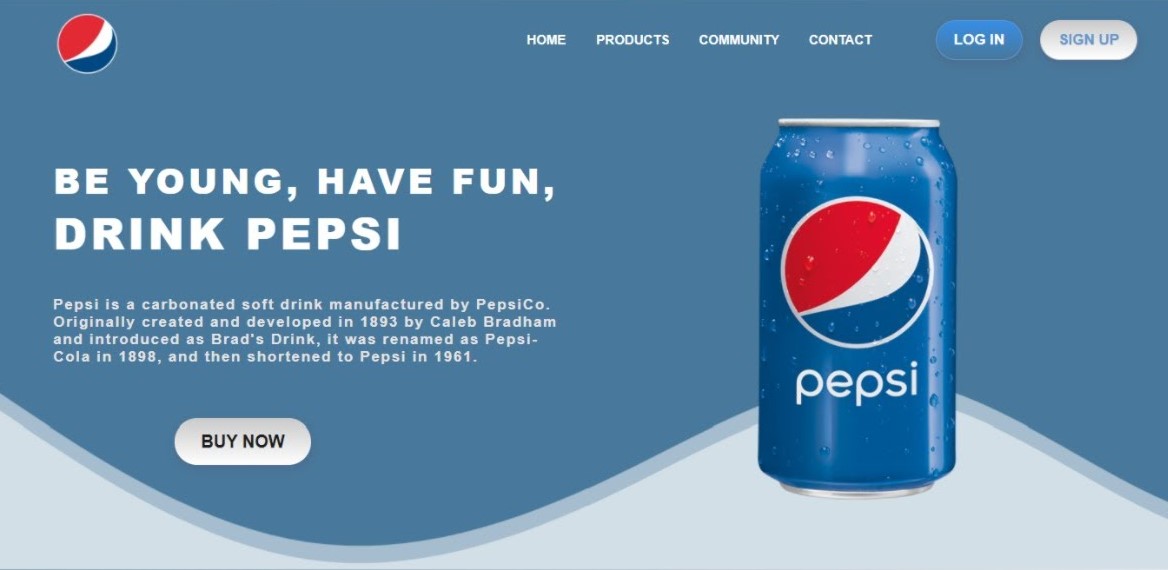 HOME PRODUCTS COMMUNITY CONTACT LOG IN SIGN UP
BE YOUNG, HAVE FUN,
DRINK PEPSI
Pepsi is a carbonated soft drink manufactured by PepsiCo.
Originally created and developed in 1893 by Caleb Bradham
and introduced as Brad's Drink, it was renamed as Pepsi-
Cola in 1898, and then shortened to Pepsi in 1961.
BUY NOW
pepsi